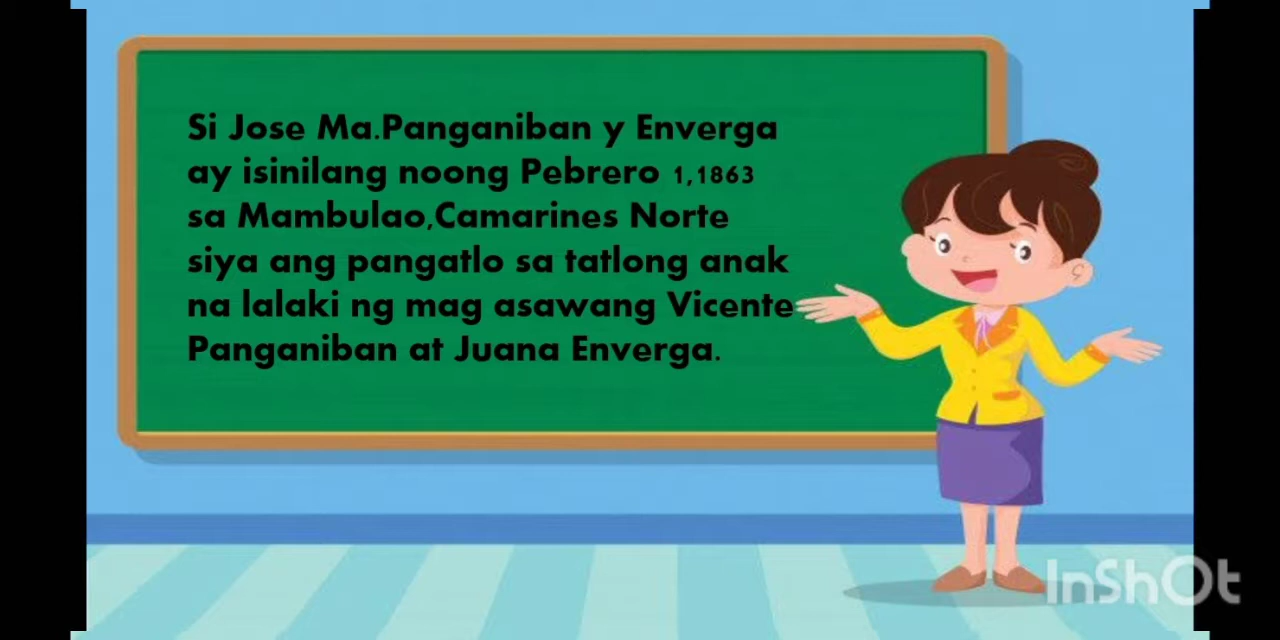 Si Jose Ma.Panganiban y Enverga
ay isinilang noong Pebrero 1,1863
sa Mambulao,Camarines Norte
siya ang pangatlo sa tatlong anak
na lalaki ng mag asawang Vicente
Panganiban at Juana Enverga.
InShOt